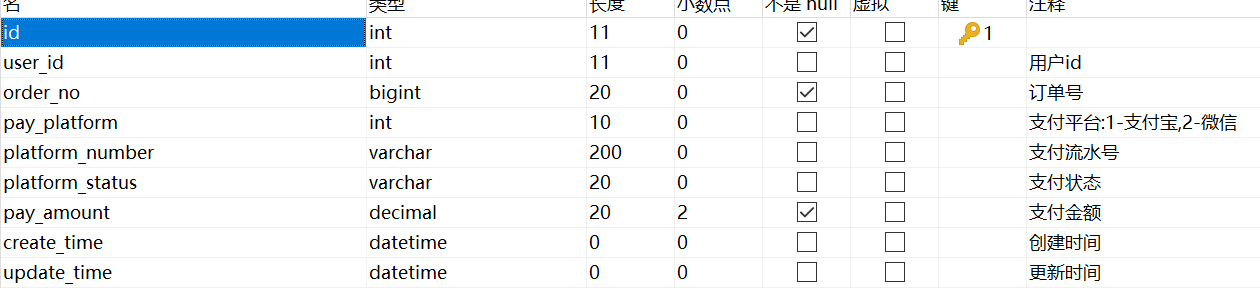 名 类型 长度 小数点 不是 null 虚拟 键 注释
id int 11 0 1
user_id int 11 0 用户id
order_no bigint 20 0 订单号
pay_platform int 10 0 支付平台:1-支付宝,2-微信
platform_number varchar 200 0 支付流水号
platform_status varchar 20 0 支付状态
pay_amount decimal 20 2 支付金额
create_time datetime 0 0 创建时间
update_time datetime 0 0 更新时间